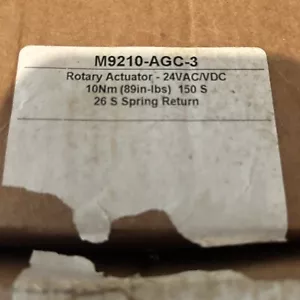 M9210-AGC-3
Rotary Actuator - 24VAC/VDC
10Nm (89in-lbs) 150 S
26 S Spring Return